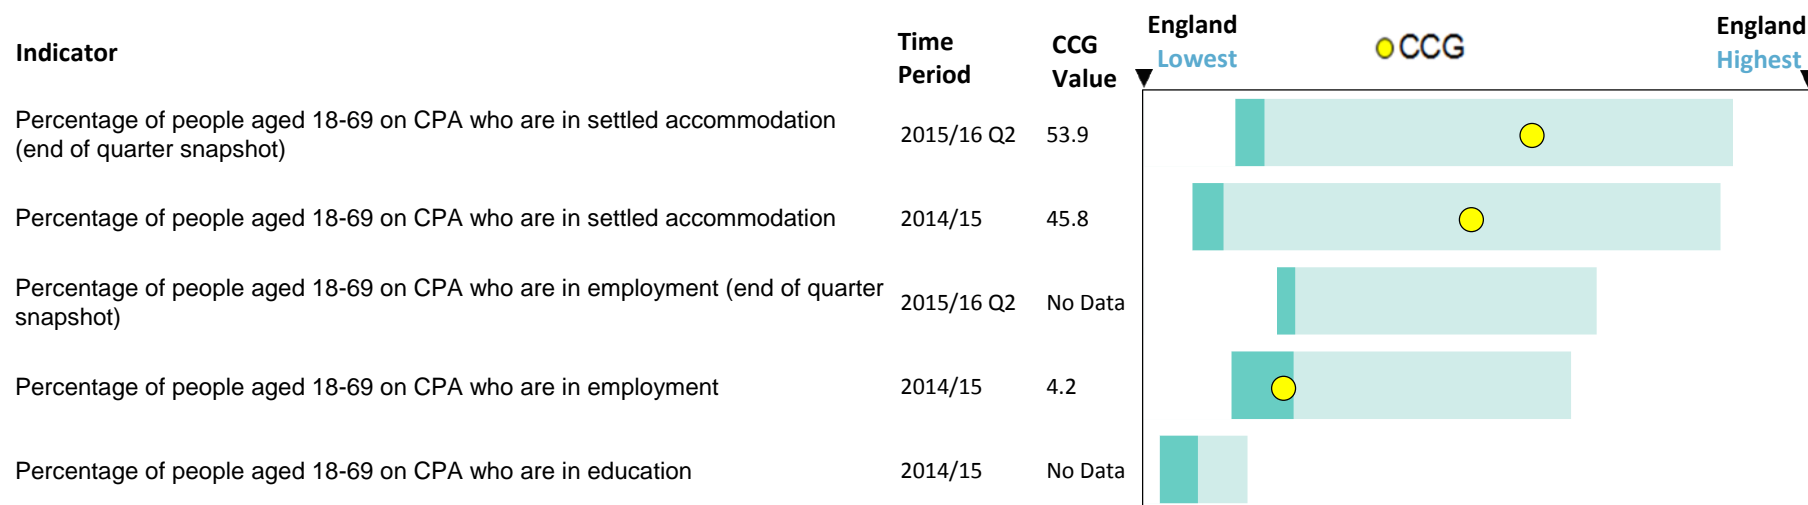 Indicator
Time
Period
CCG
Value
England
Lowest
CCG
England
Highest
Percentage of people aged 18-69 on CPA who are in settled accommodation
(end of quarter snapshot)
2015/16 Q2
53.9
Percentage of people aged 18-69 on CPA who are in settled accommodation
2014/15
45.8
Percentage of people aged 18-69 on CPA who are in employment (end of quarter
snapshot)
2015/16 Q2
No Data
Percentage of people aged 18-69 on CPA who are in employment
2014/15
4.2
Percentage of people aged 18-69 on CPA who are in education
2014/15
No Data